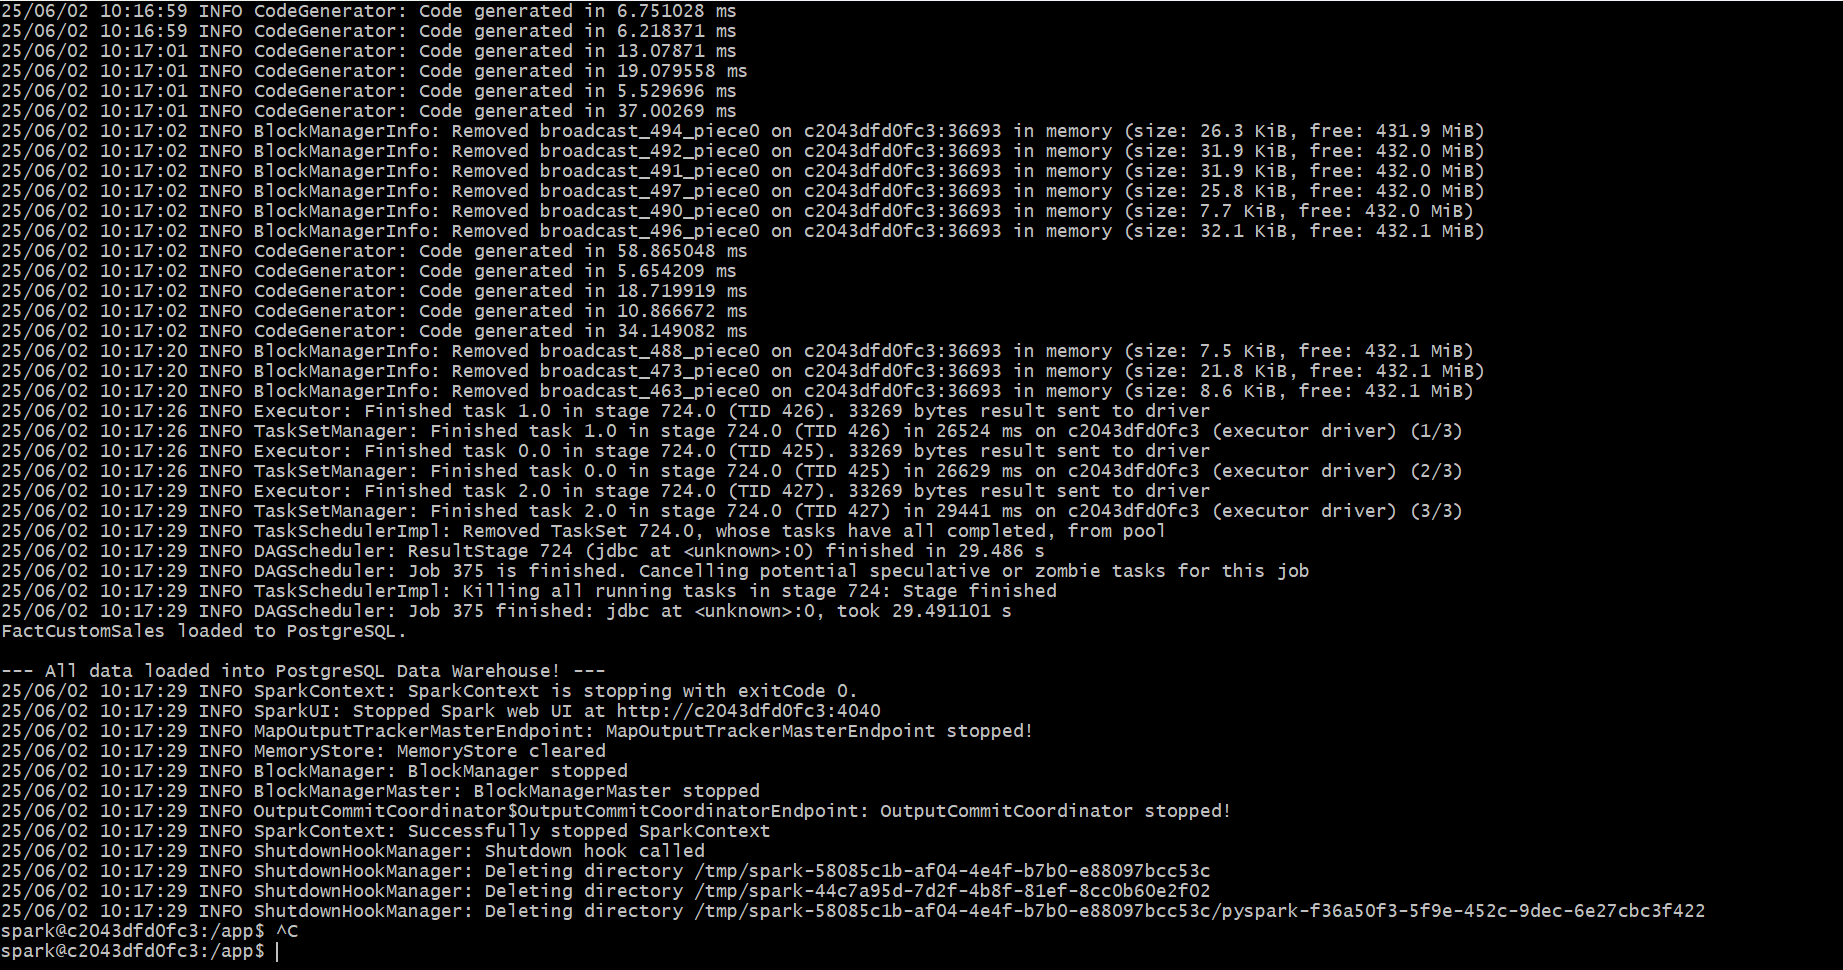 25/06/02 10:16:59 INFO CodeGenerator: Code generated in 6.751028 ms
25/06/02 10:16:59 INFO CodeGenerator: Code generated in 6.218371 ms
25/06/02 10:17:01 INFO CodeGenerator: Code generated in 13.07871 ms
25/06/02 10:17:01 INFO CodeGenerator: Code generated in 19.079558 ms
25/06/02 10:17:01 INFO CodeGenerator: Code generated in 5.529696 ms
25/06/02 10:17:01 INFO CodeGenerator: Code generated in 37.00269 ms
25/06/02 10:17:02 INFO BlockManagerInfo: Removed broadcast_494_piece0 on c2043dfd0fc3:36693 in memory (size: 26.3 KiB, free: 431.9 MiB)
25/06/02 10:17:02 INFO BlockManagerInfo: Removed broadcast_492_piece0 on c2043dfd0fc3:36693 in memory (size: 31.9 KiB, free: 432.0 MiB)
25/06/02 10:17:02 INFO BlockManagerInfo: Removed broadcast_491_piece0 on c2043dfd0fc3:36693 in memory (size: 31.9 KiB, free: 432.0 MiB)
25/06/02 10:17:02 INFO BlockManagerInfo: Removed broadcast_497_piece0 on c2043dfd0fc3:36693 in memory (size: 25.8 KiB, free: 432.0 MiB)
25/06/02 10:17:02 INFO BlockManagerInfo: Removed broadcast_490_piece0 on c2043dfd0fc3:36693 in memory (size: 7.7 KiB, free: 432.0 MiB)
25/06/02 10:17:02 INFO BlockManagerInfo: Removed broadcast_496_piece0 on c2043dfd0fc3:36693 in memory (size: 32.1 KiB, free: 432.1 MiB)
25/06/02 10:17:02 INFO CodeGenerator: Code generated in 58.865048 ms
25/06/02 10:17:02 INFO CodeGenerator: Code generated in 5.654209 ms
25/06/02 10:17:02 INFO CodeGenerator: Code generated in 18.719919 ms
25/06/02 10:17:02 INFO CodeGenerator: Code generated in 10.866672 ms
25/06/02 10:17:02 INFO CodeGenerator: Code generated in 34.149082 ms
25/06/02 10:17:20 INFO BlockManagerInfo: Removed broadcast_488_piece0 on c2043dfd0fc3:36693 in memory (size: 7.5 KiB, free: 432.1 MiB)
25/06/02 10:17:20 INFO BlockManagerInfo: Removed broadcast_473_piece0 on c2043dfd0fc3:36693 in memory (size: 21.8 KiB, free: 432.1 MiB)
25/06/02 10:17:20 INFO BlockManagerInfo: Removed broadcast_463_piece0 on c2043dfd0fc3:36693 in memory (size: 8.6 KiB, free: 432.1 MiB)
25/06/02 10:17:26 INFO Executor: Finished task 1.0 in stage 724.0 (TID 426). 33269 bytes result sent to driver
25/06/02 10:17:26 INFO TaskSetManager: Finished task 1.0 in stage 724.0 (TID 426) in 26524 ms on c2043dfd0fc3 (executor driver) (1/3)
25/06/02 10:17:26 INFO Executor: Finished task 0.0 in stage 724.0 (TID 425). 33269 bytes result sent to driver
25/06/02 10:17:26 INFO TaskSetManager: Finished task 0.0 in stage 724.0 (TID 425) in 26629 ms on c2043dfd0fc3 (executor driver) (2/3)
25/06/02 10:17:29 INFO Executor: Finished task 2.0 in stage 724.0 (TID 427). 33269 bytes result sent to driver
25/06/02 10:17:29 INFO TaskSetManager: Finished task 2.0 in stage 724.0 (TID 427) in 29441 ms on c2043dfd0fc3 (executor driver) (3/3)
25/06/02 10:17:29 INFO TaskSchedulerImpl: Removed TaskSet 724.0, whose tasks have all completed, from pool
25/06/02 10:17:29 INFO DAGScheduler: ResultStage 724 (jdbc at <unknown>:0) finished in 29.486 s
25/06/02 10:17:29 INFO DAGScheduler: Job 375 is finished. Cancelling potential speculative or zombie tasks for this job
25/06/02 10:17:29 INFO TaskSchedulerImpl: Killing all running tasks in stage 724: Stage finished
25/06/02 10:17:29 INFO DAGScheduler: Job 375 finished: jdbc at <unknown>:0, took 29.491101 s
FactCustomSales loaded to PostgreSQL.

--- All data loaded into PostgreSQL Data Warehouse! ---
25/06/02 10:17:29 INFO SparkContext: SparkContext is stopping with exitCode 0.
25/06/02 10:17:29 INFO SparkUI: Stopped Spark web UI at http://c2043dfd0fc3:4040
25/06/02 10:17:29 INFO MapOutputTrackerMasterEndpoint: MapOutputTrackerMasterEndpoint stopped!
25/06/02 10:17:29 INFO MemoryStore: MemoryStore cleared
25/06/02 10:17:29 INFO BlockManager: BlockManager stopped
25/06/02 10:17:29 INFO BlockManagerMaster: BlockManagerMaster stopped
25/06/02 10:17:29 INFO OutputCommitCoordinator$OutputCommitCoordinatorEndpoint: OutputCommitCoordinator stopped!
25/06/02 10:17:29 INFO SparkContext: Successfully stopped SparkContext
25/06/02 10:17:29 INFO ShutdownHookManager: Shutdown hook called
25/06/02 10:17:29 INFO ShutdownHookManager: Deleting directory /tmp/spark-58085c1b-af04-4e4f-b7b0-e88097bcc53c
25/06/02 10:17:29 INFO ShutdownHookManager: Deleting directory /tmp/spark-44c7a95d-7d2f-4b8f-81ef-8cc0b60e2f02
25/06/02 10:17:29 INFO ShutdownHookManager: Deleting directory /tmp/spark-58085c1b-af04-4e4f-b7b0-e88097bcc53c/pyspark-f36a50f3-5f9e-452c-9dec-6e27cbc3f422
spark@c2043dfd0fc3:/app$ ^C
spark@c2043dfd0fc3:/app$